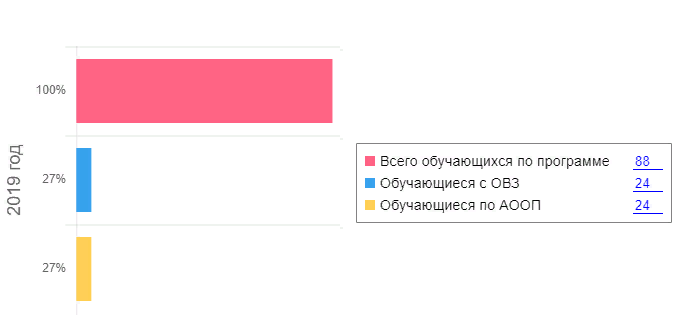 2019 год
100%
27%
27%
Всего обучающихся по программе 88
Обучающиеся с ОВЗ 24
Обучающиеся по АООП 24